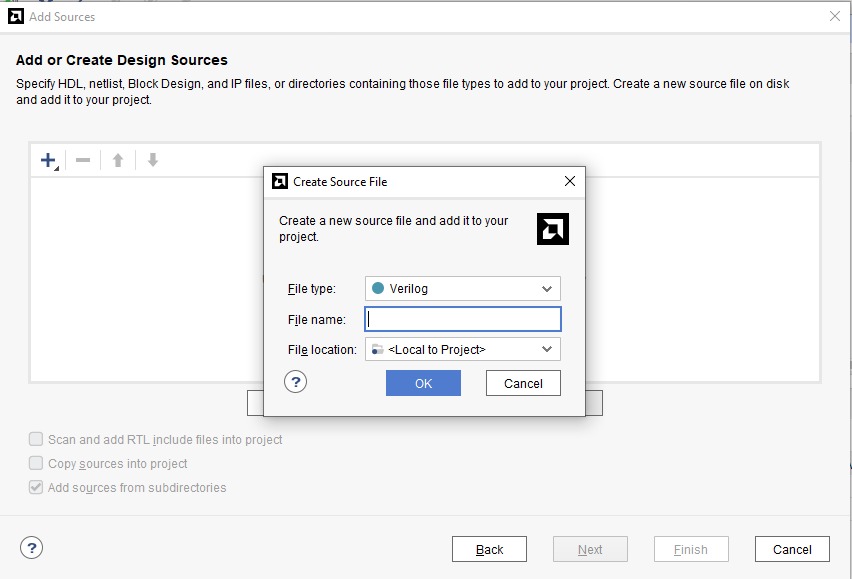 Add Sources
Add or Create Design Sources
Specify HDL, netlist, Block Design, and IP files, or directories containing those file types to add to your project. Create a new source file on disk
and add it to your project.
Create Source File
Create a new source file and add it to your
project.
File type:
Verilog
File name:
File location:
<Local to Project>
?
OK
Cancel
Scan and add RTL include files into project
Copy sources into project
Add sources from subdirectories
?
Back
Next
Finish
Cancel